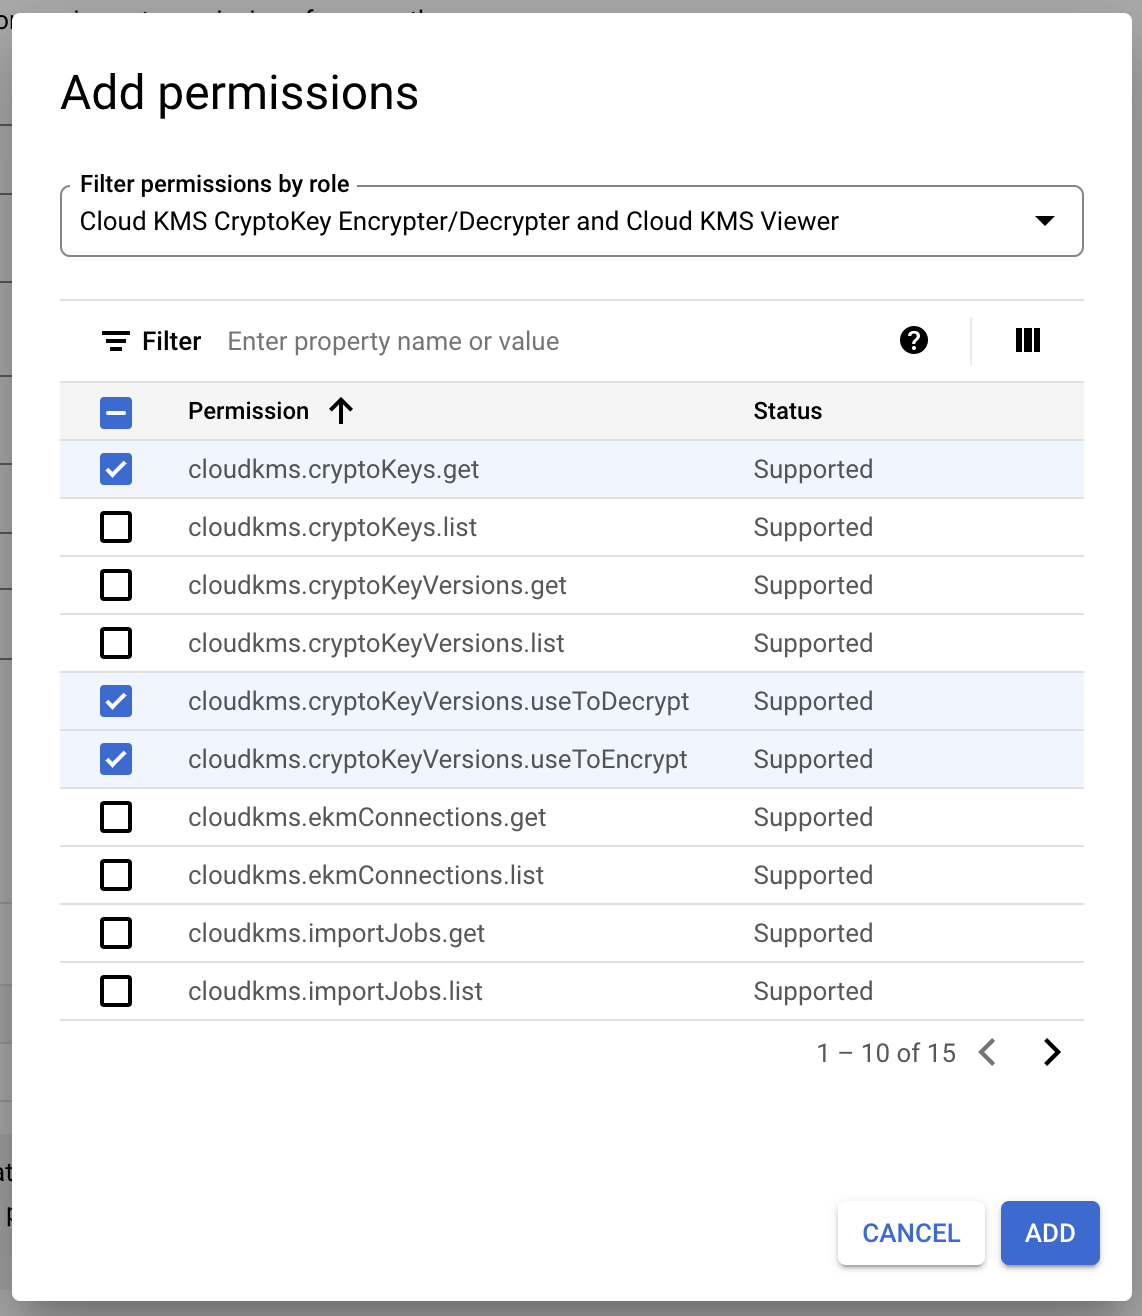 Add permissions
Filter permissions by role
Cloud KMS CryptoKey Encrypter/Decrypter and Cloud KMS Viewer
Filter Enter property name or value
Permission Status
cloudkms.cryptoKeys.get Supported
cloudkms.cryptoKeys.list Supported
cloudkms.cryptoKeyVersions.get Supported
cloudkms.cryptoKeyVersions.list Supported
cloudkms.cryptoKeyVersions.useToDecrypt Supported
cloudkms.cryptoKeyVersions.useToEncrypt Supported
cloudkms.ekmConnections.get Supported
cloudkms.ekmConnections.list Supported
cloudkms.importJobs.get Supported
cloudkms.importJobs.list Supported
1 – 10 of 15
CANCEL ADD